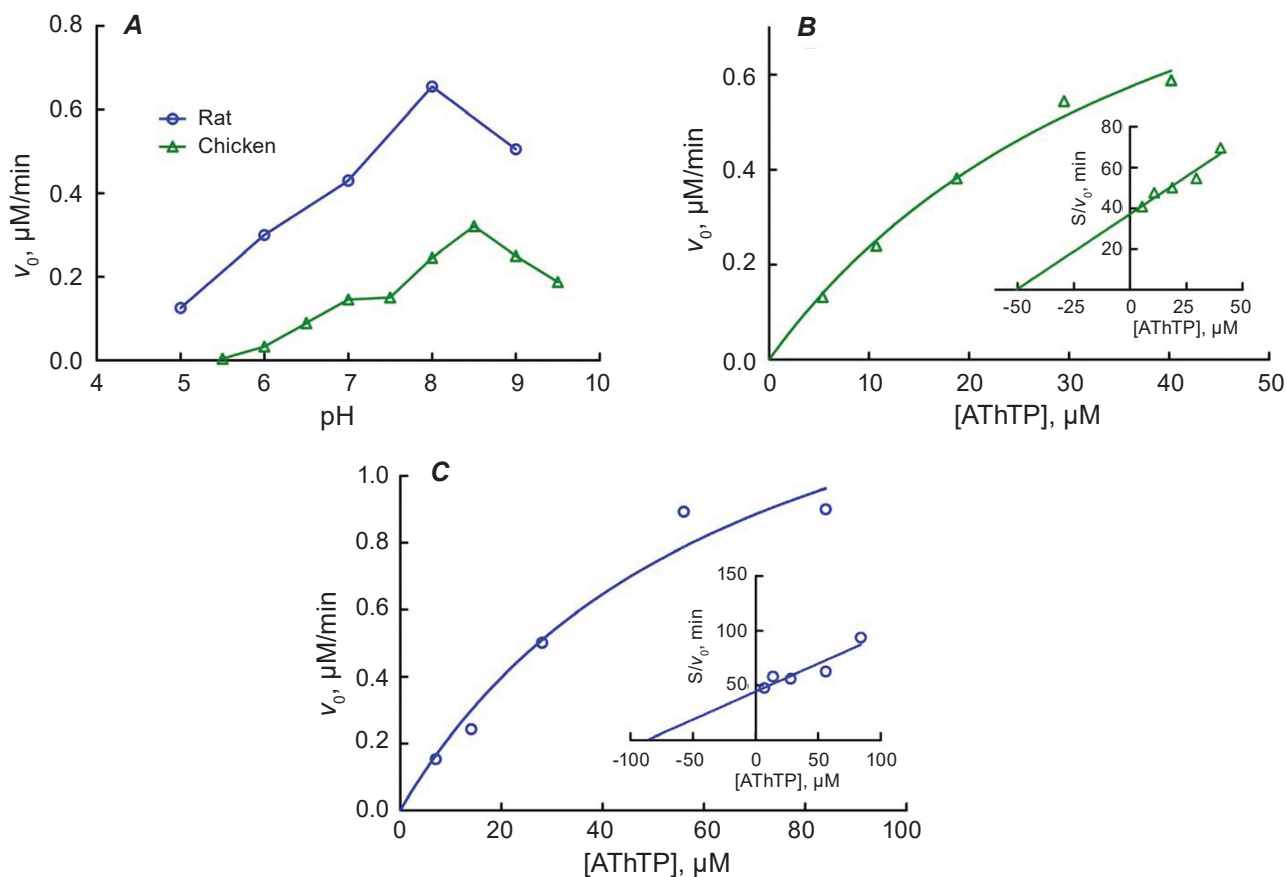 A
0.8
0.6
0.4
0.2
0.0
v₀, µM/min
Rat
Chicken
4 5 6 7 8 9 10
pH
B
0.6
0.4
0.2
0.0
v₀, µM/min
0 10 20 30 40 50
[AThTP], µM
80
60
40
20
S/v₀, min
-50 -25 0 25 50
[AThTP], µM
C
1.0
0.8
0.6
0.4
0.2
0.0
v₀, µM/min
0 20 40 60 80 100
[AThTP], µM
150
100
50
S/v₀, min
-100 -50 0 50 100
[AThTP], µM